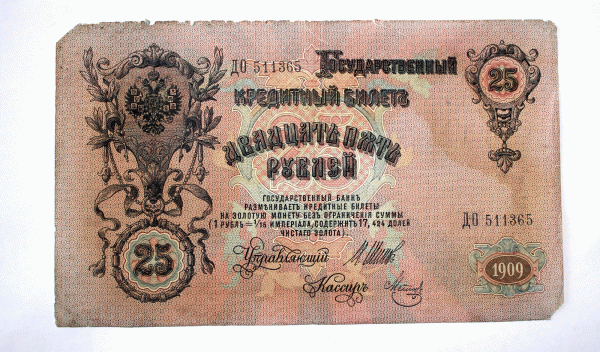 ДО 511365 Государственный
25
Кредитный Билетъ
Двадцать пять
рублей
Государственный Банкъ
размѣниваетъ кредитные билеты
на золотую монету безъ ограниченія суммы
(1 рубль = 1/15 имперіала, содержитъ 17, 424 долей
чистаго золота).
ДО 511365
Управляющій
25
Кассиръ
1909